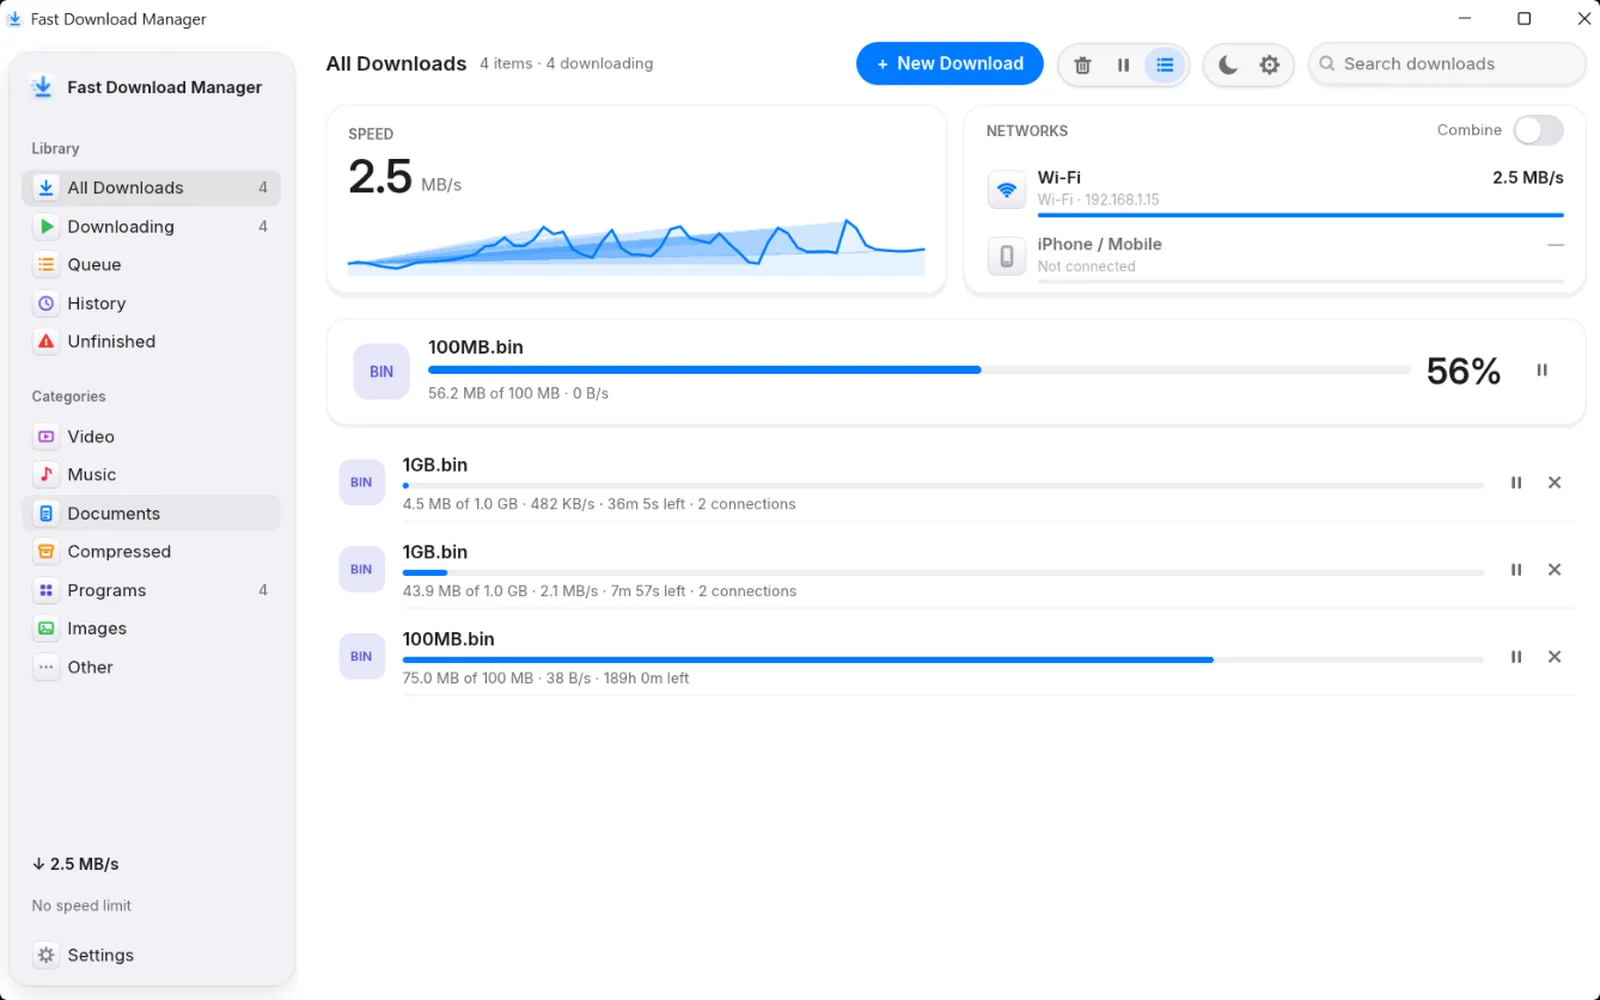 Fast Download Manager
Fast Download Manager
Library
All Downloads 4
Downloading 4
Queue
History
Unfinished
Categories
Video
Music
Documents
Compressed
Programs 4
Images
Other
↓ 2.5 MB/s
No speed limit
Settings
All Downloads 4 items · 4 downloading
+ New Download
Search downloads
SPEED
2.5 MB/s
NETWORKS
Combine
Wi-Fi 2.5 MB/s
Wi-Fi · 192.168.1.15
iPhone / Mobile —
Not connected
BIN
100MB.bin
56.2 MB of 100 MB · 0 B/s
56%
BIN
1GB.bin
4.5 MB of 1.0 GB · 482 KB/s · 36m 5s left · 2 connections
BIN
1GB.bin
43.9 MB of 1.0 GB · 2.1 MB/s · 7m 57s left · 2 connections
BIN
100MB.bin
75.0 MB of 100 MB · 38 B/s · 189h 0m left